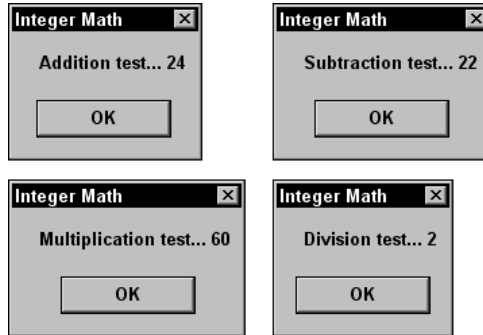 Integer Math
Addition test... 24
OK
Integer Math
Subtraction test... 22
OK
Integer Math
Multiplication test... 60
OK
Integer Math
Division test... 2
OK